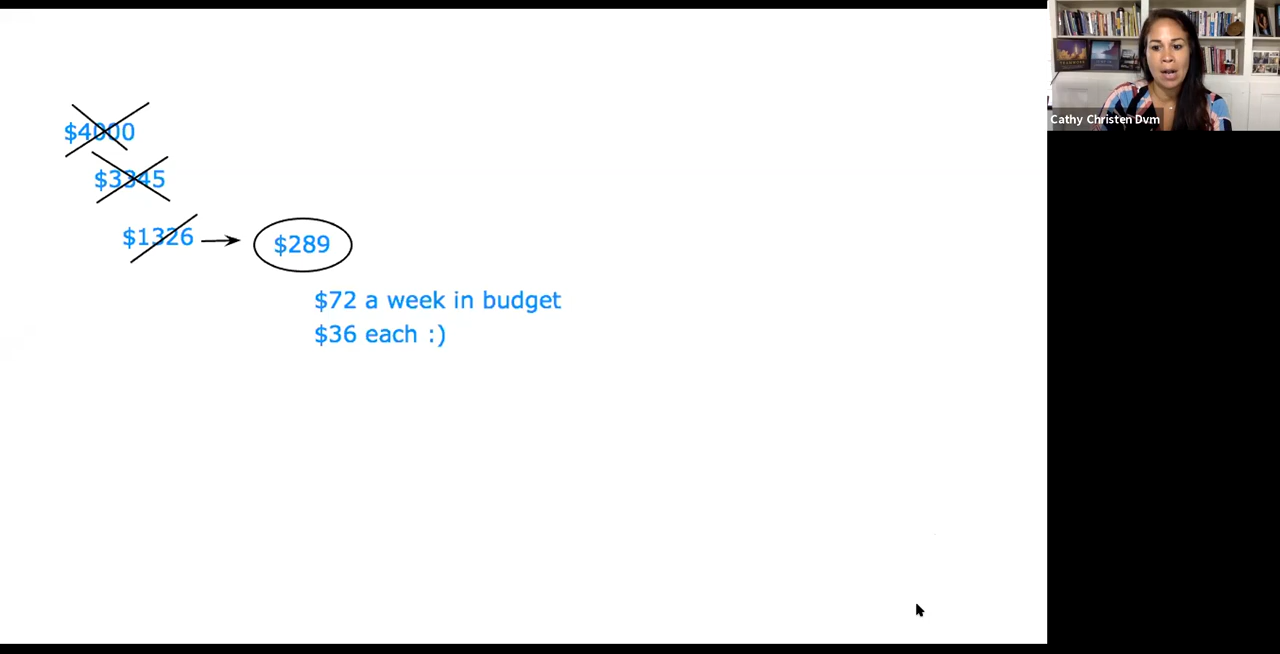 $4000
$3345
$1326
$289
$72 a week in budget
$36 each :)
Cathy Christen Dvm